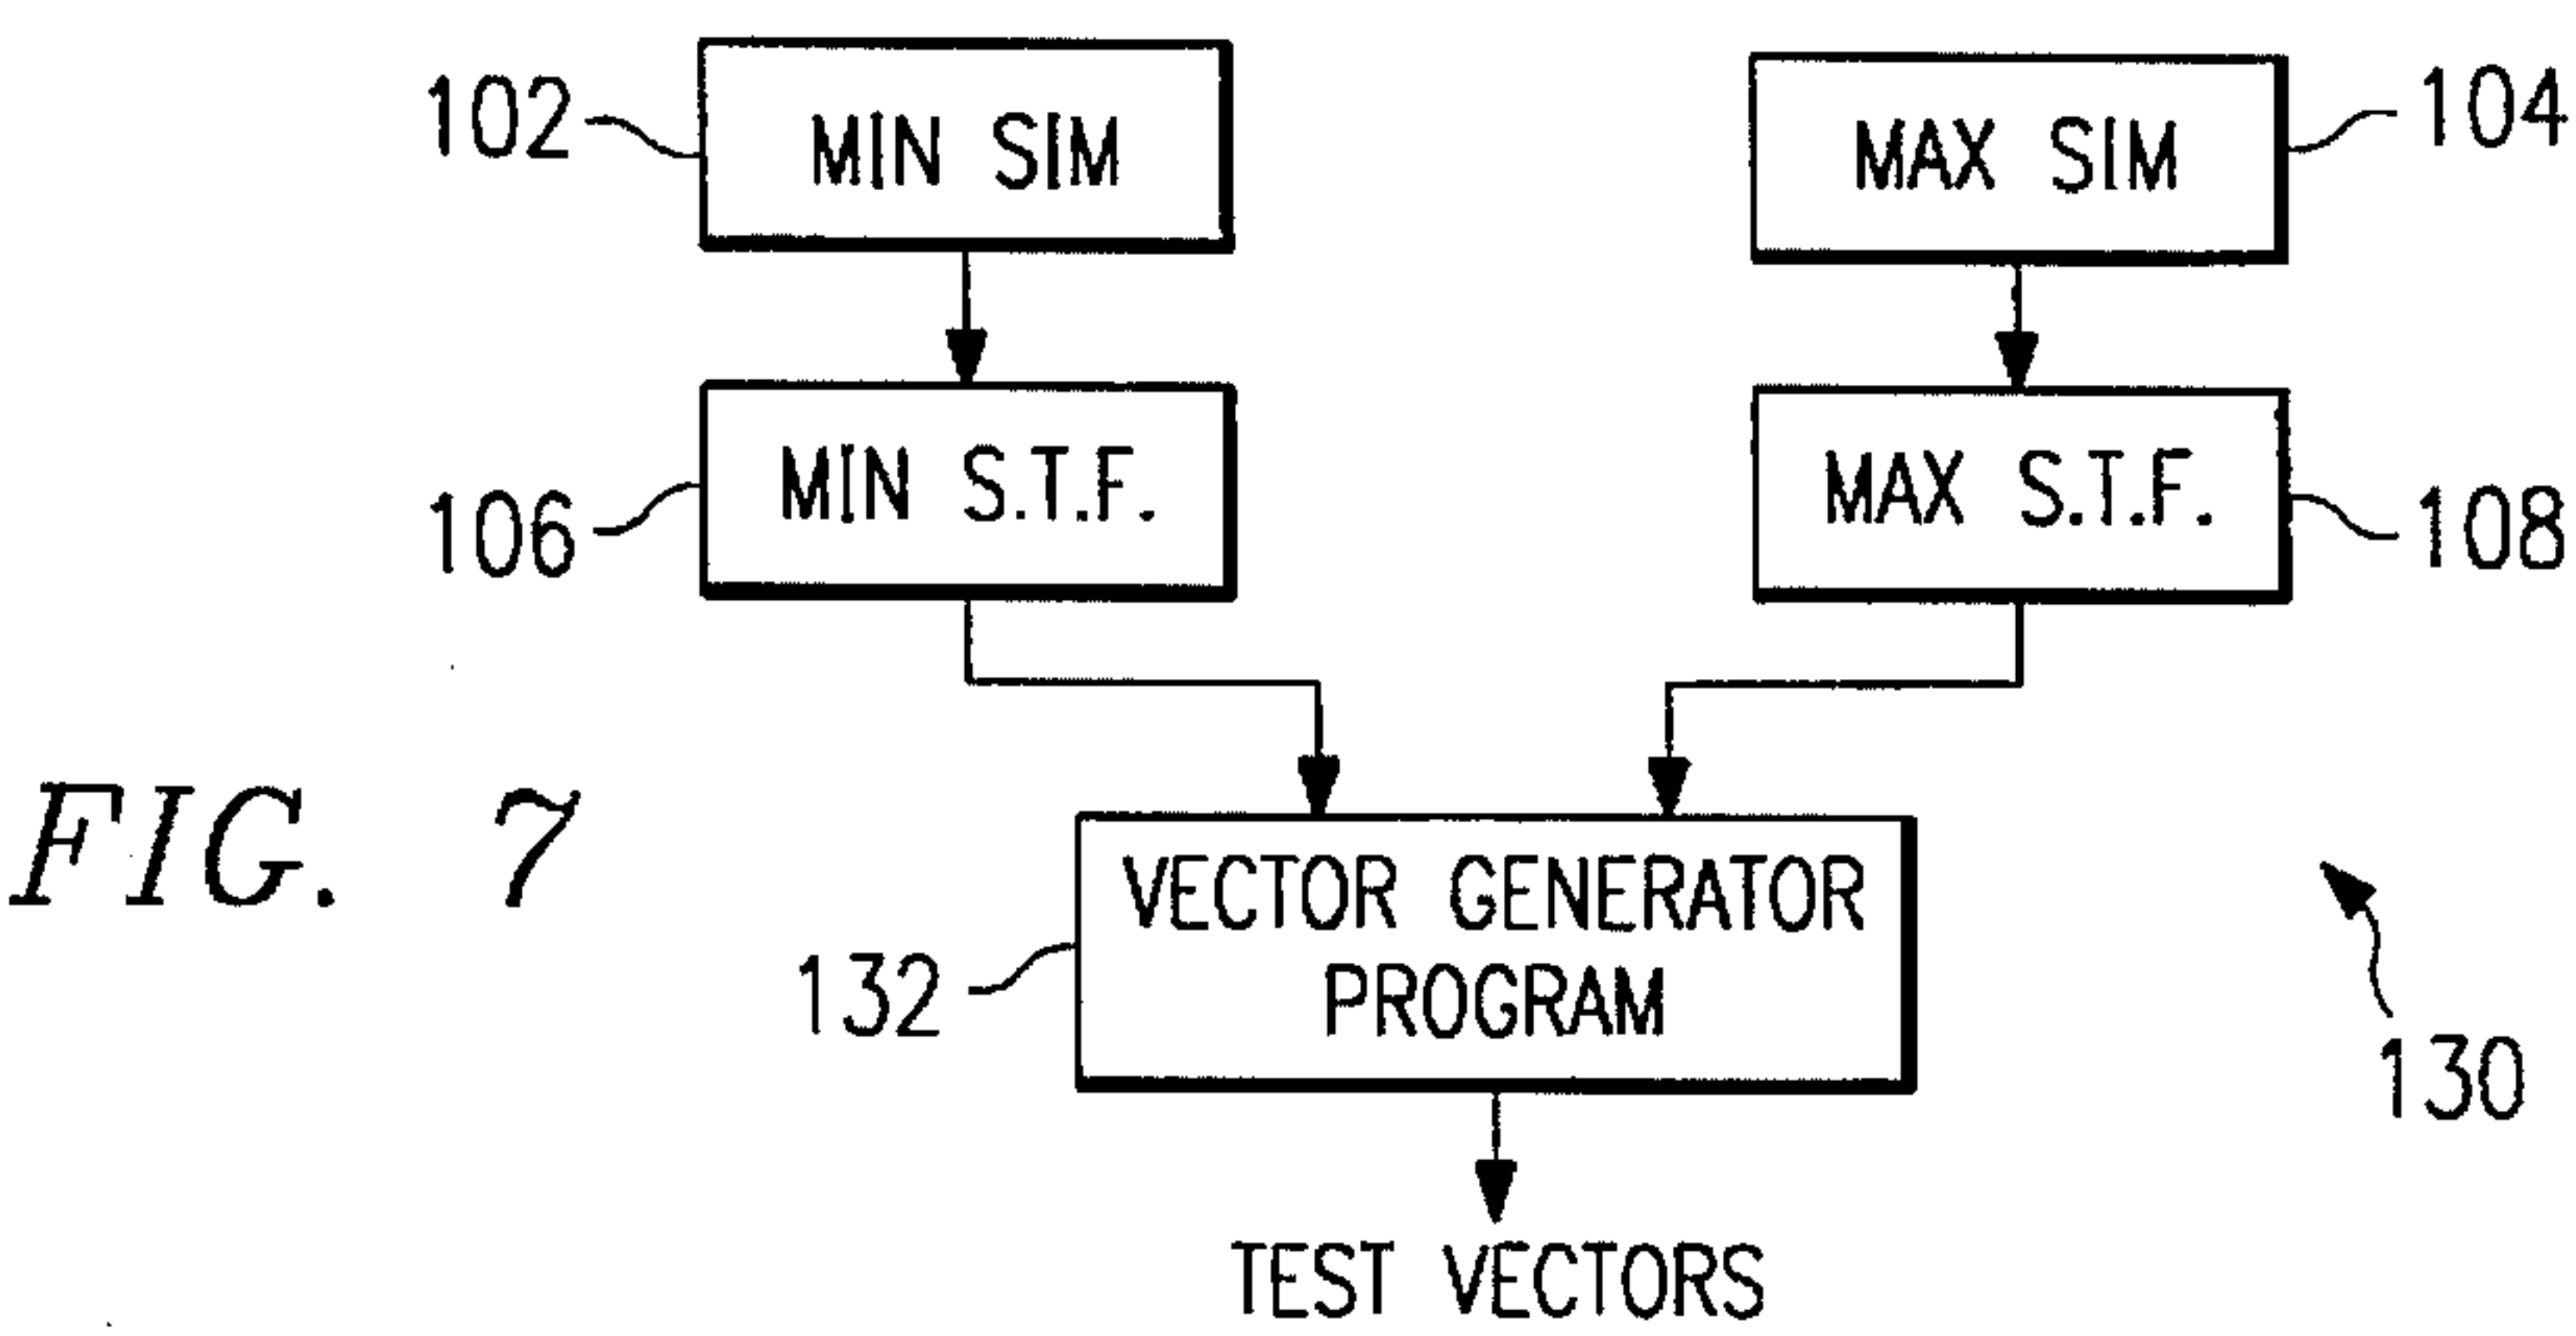 102
MIN SIM
MAX SIM
104
106
MIN S.T.F.
MAX S.T.F.
108
FIG. 7
132
VECTOR GENERATOR
PROGRAM
130
TEST VECTORS